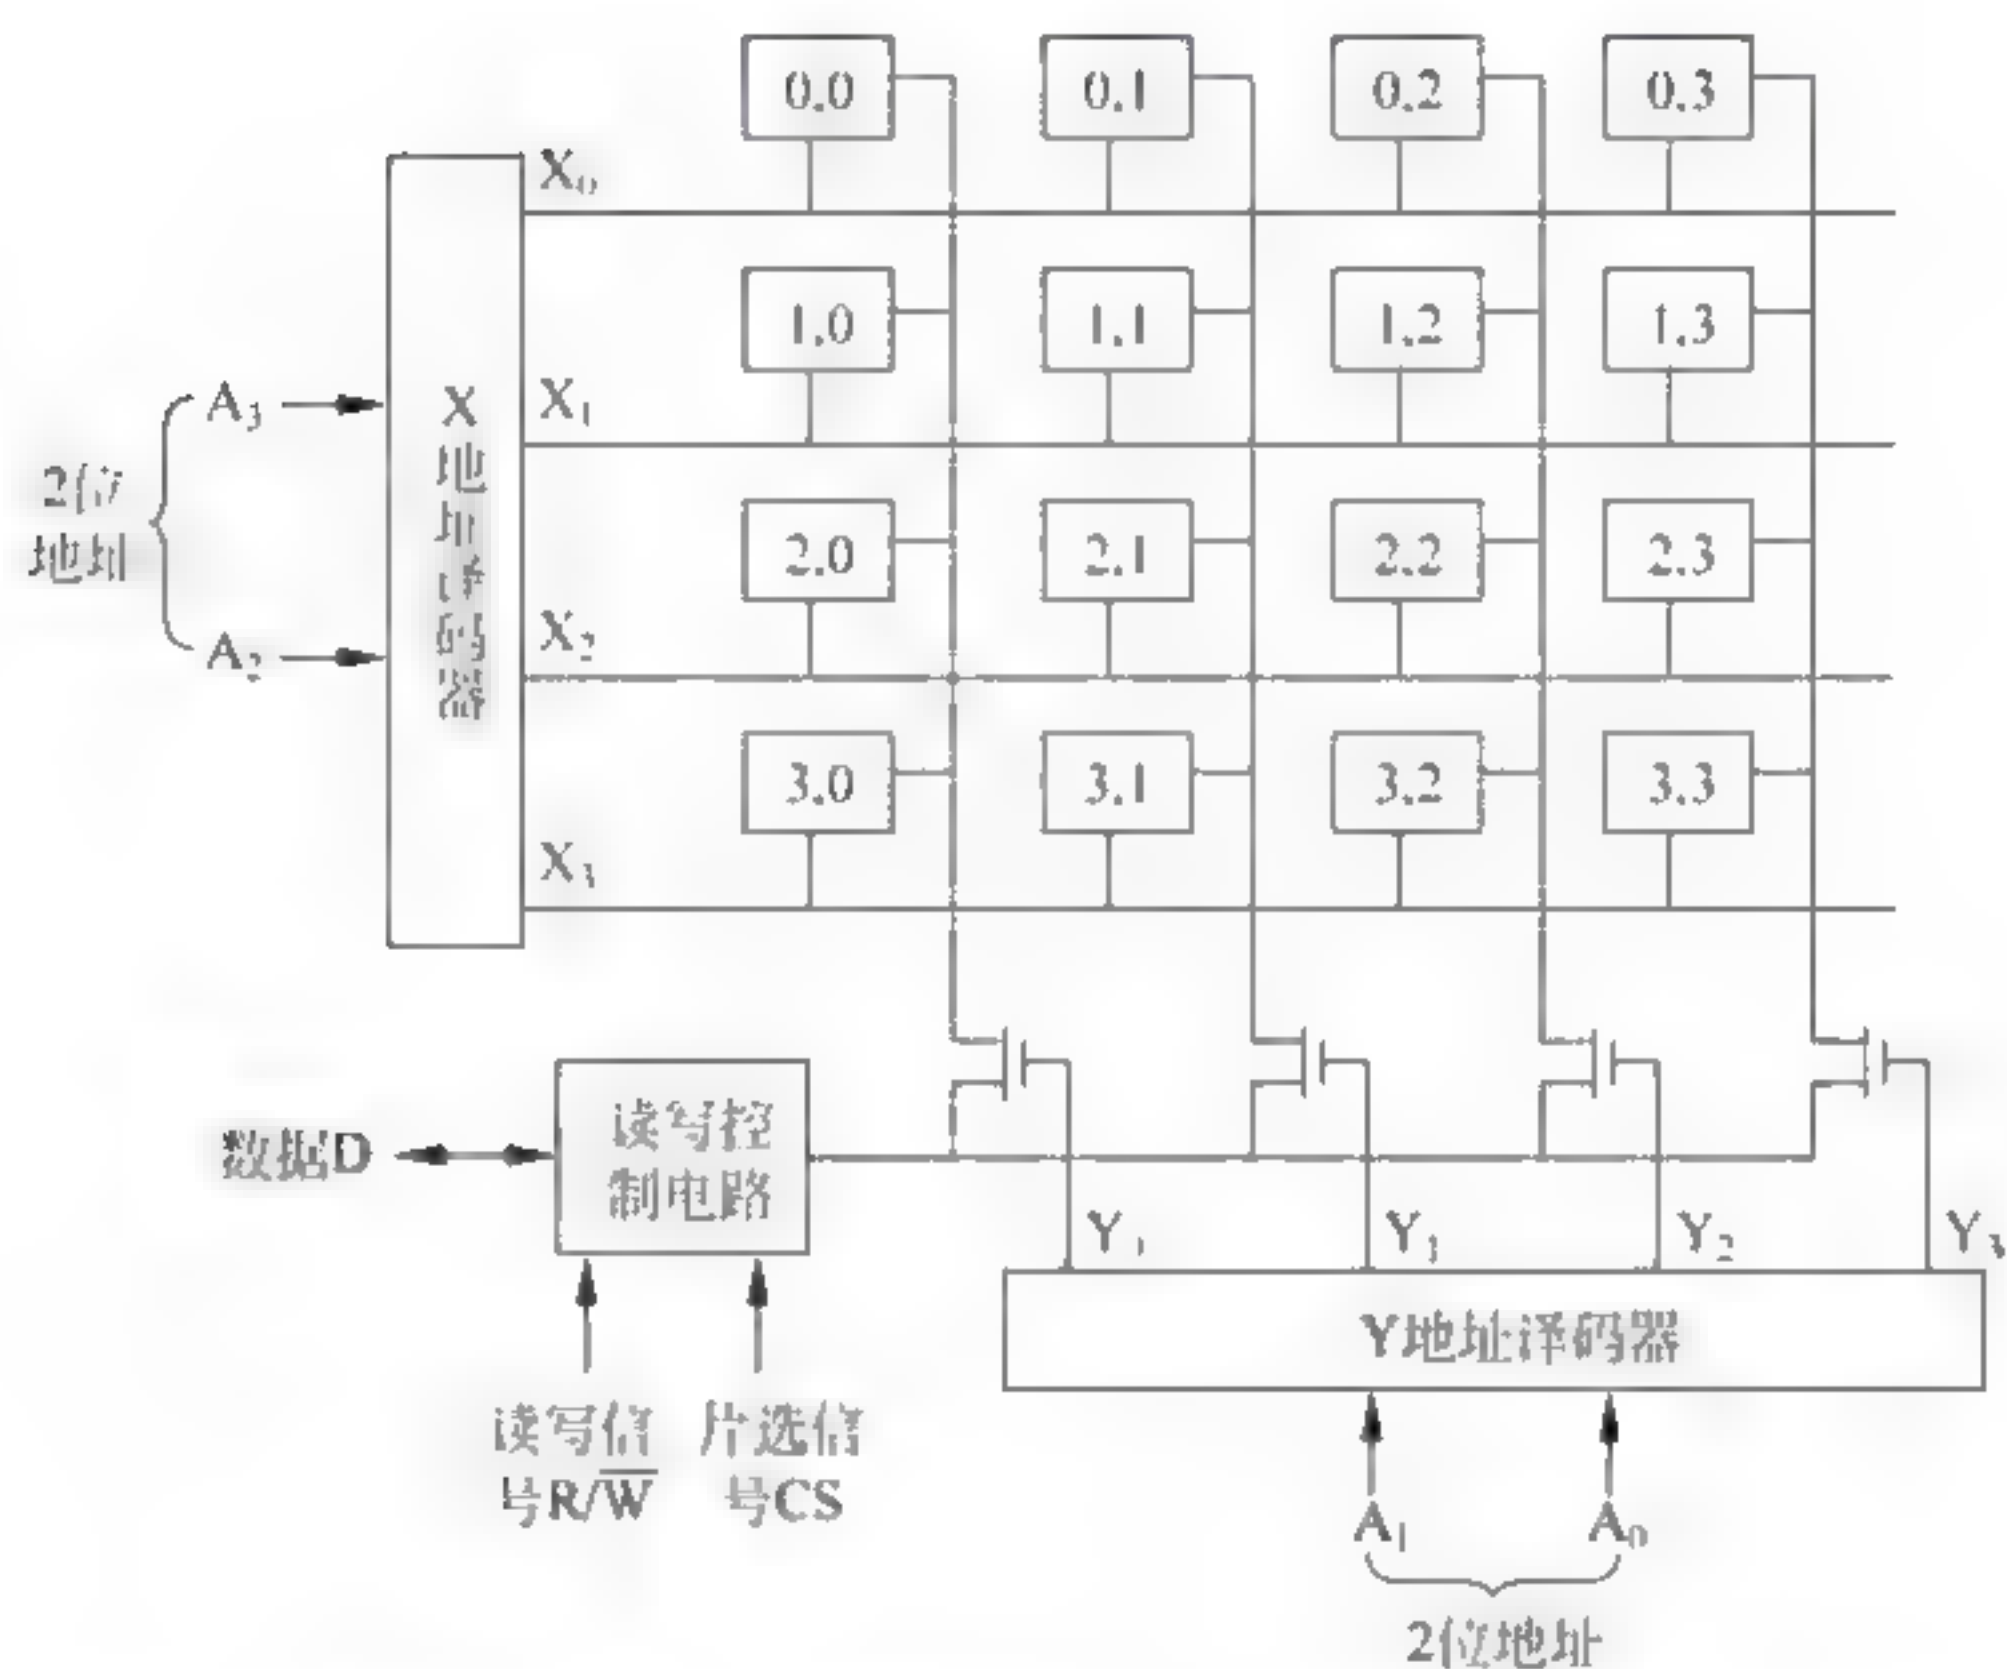 0,0 0,1 0,2 0,3
X₀
1,0 1,1 1,2 1,3
X₁
2,0 2,1 2,2 2,3
X₂
3,0 3,1 3,2 3,3
X₃
A₃
2位
地址
A₂
X
地
址
译
码
器
数据D
读写控
制电路
Y₁ Y₂ Y₃
Y地址译码器
读写信
号R/W̅
片选信
号CS
A₁ A₀
2位地址